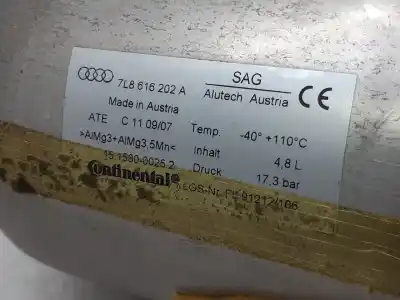 7L8 616 202 A
SAG
Alutech Austria
CE
Made in Austria
ATE C 11 09/07
Temp. -40° +110°C
>AlMg3+AlMg3,5Mn<
Inhalt 4,8 L
15.1580-0025.2
Druck 17,3 bar
Continental